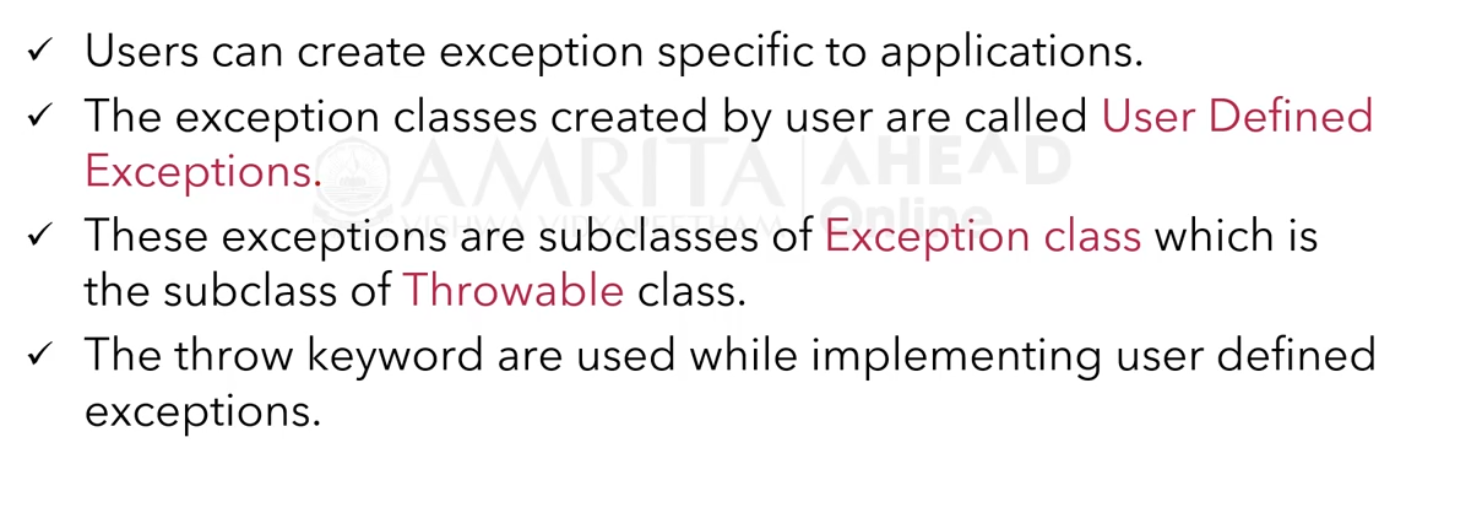 ✓ Users can create exception specific to applications.
✓ The exception classes created by user are called User Defined
Exceptions.
AMRITA AHEAD
VISHWA VIDYAPEETHAM Online
✓ These exceptions are subclasses of Exception class which is
the subclass of Throwable class.
✓ The throw keyword are used while implementing user defined
exceptions.